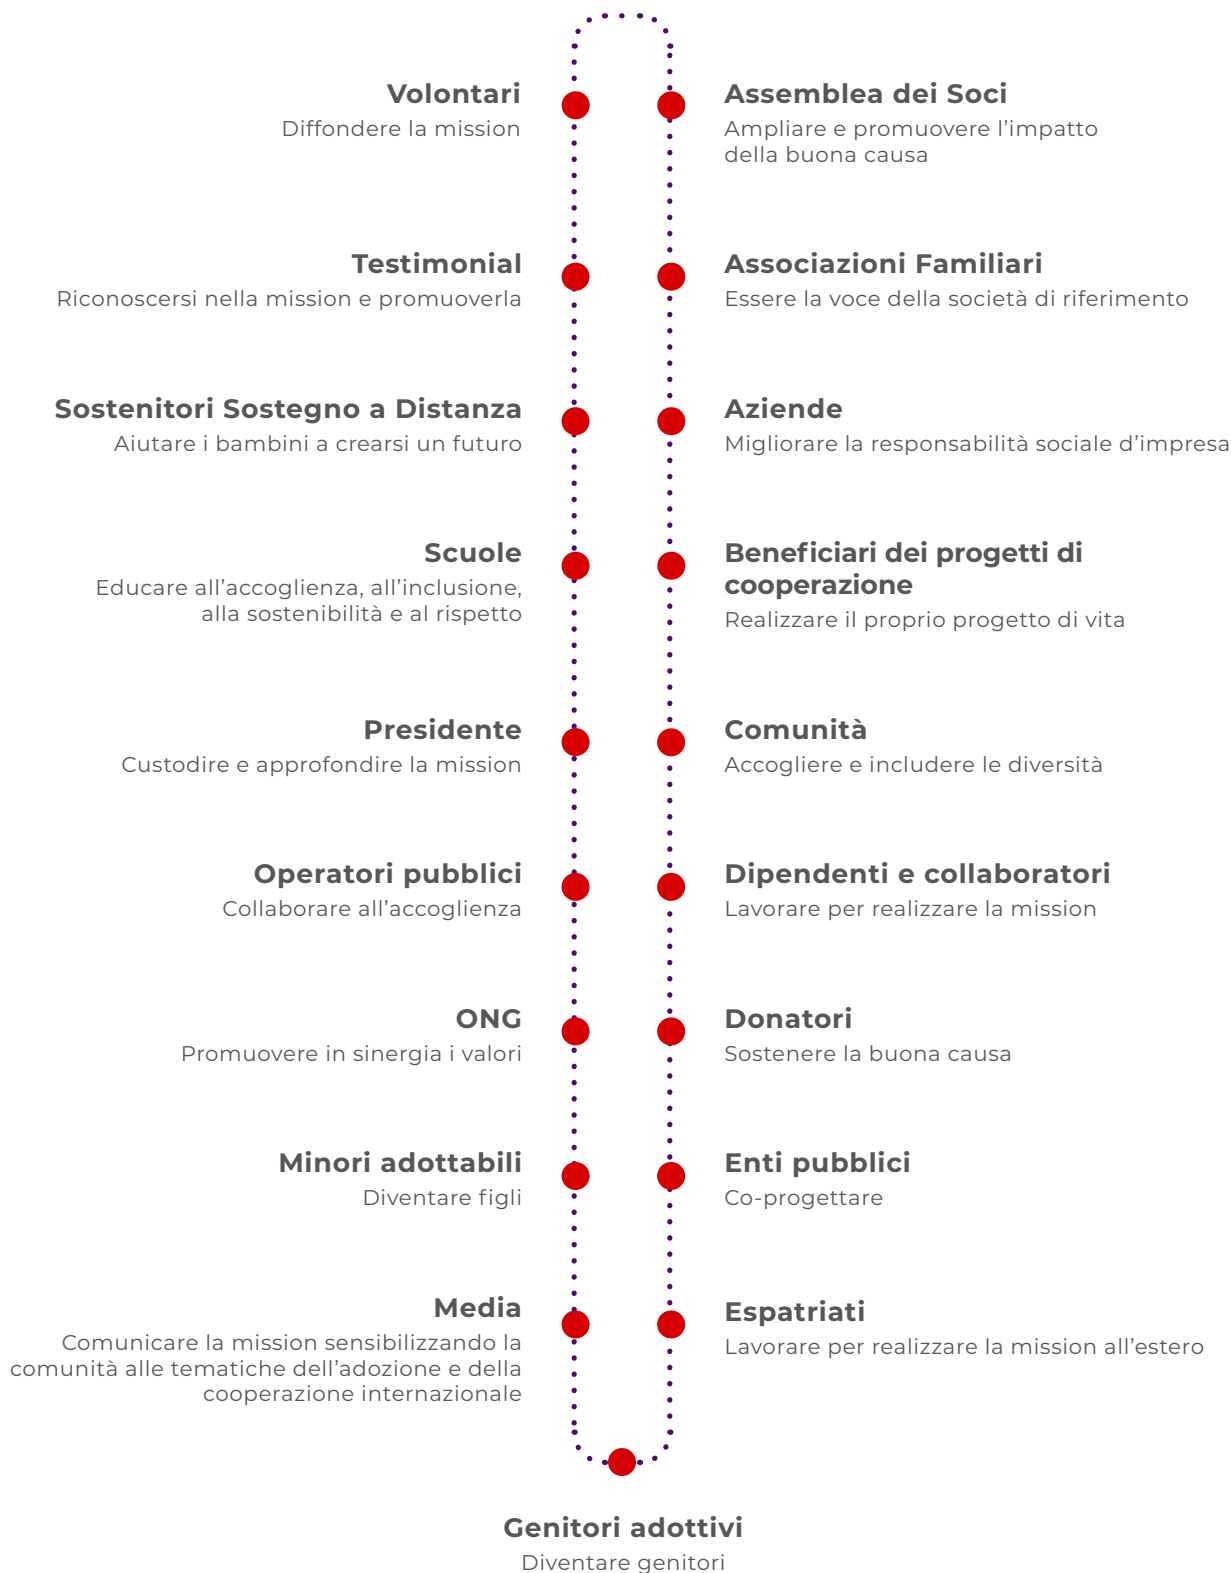 Volontari
Diffondere la mission
Assemblea dei Soci
Ampliare e promuovere l’impatto
della buona causa
Testimonial
Riconoscersi nella mission e promuoverla
Associazioni Familiari
Essere la voce della società di riferimento
Sostenitori Sostegno a Distanza
Aiutare i bambini a crearsi un futuro
Aziende
Migliorare la responsabilità sociale d’impresa
Scuole
Educare all’accoglienza, all’inclusione,
alla sostenibilità e al rispetto
Beneficiari dei progetti di
cooperazione
Realizzare il proprio progetto di vita
Presidente
Custodire e approfondire la mission
Comunità
Accogliere e includere le diversità
Operatori pubblici
Collaborare all’accoglienza
Dipendenti e collaboratori
Lavorare per realizzare la mission
ONG
Promuovere in sinergia i valori
Donatori
Sostenere la buona causa
Minori adottabili
Diventare figli
Enti pubblici
Co-progettare
Media
Comunicare la mission sensibilizzando la
comunità alle tematiche dell’adozione e della
cooperazione internazionale
Espatriati
Lavorare per realizzare la mission all’estero
Genitori adottivi
Diventare genitori